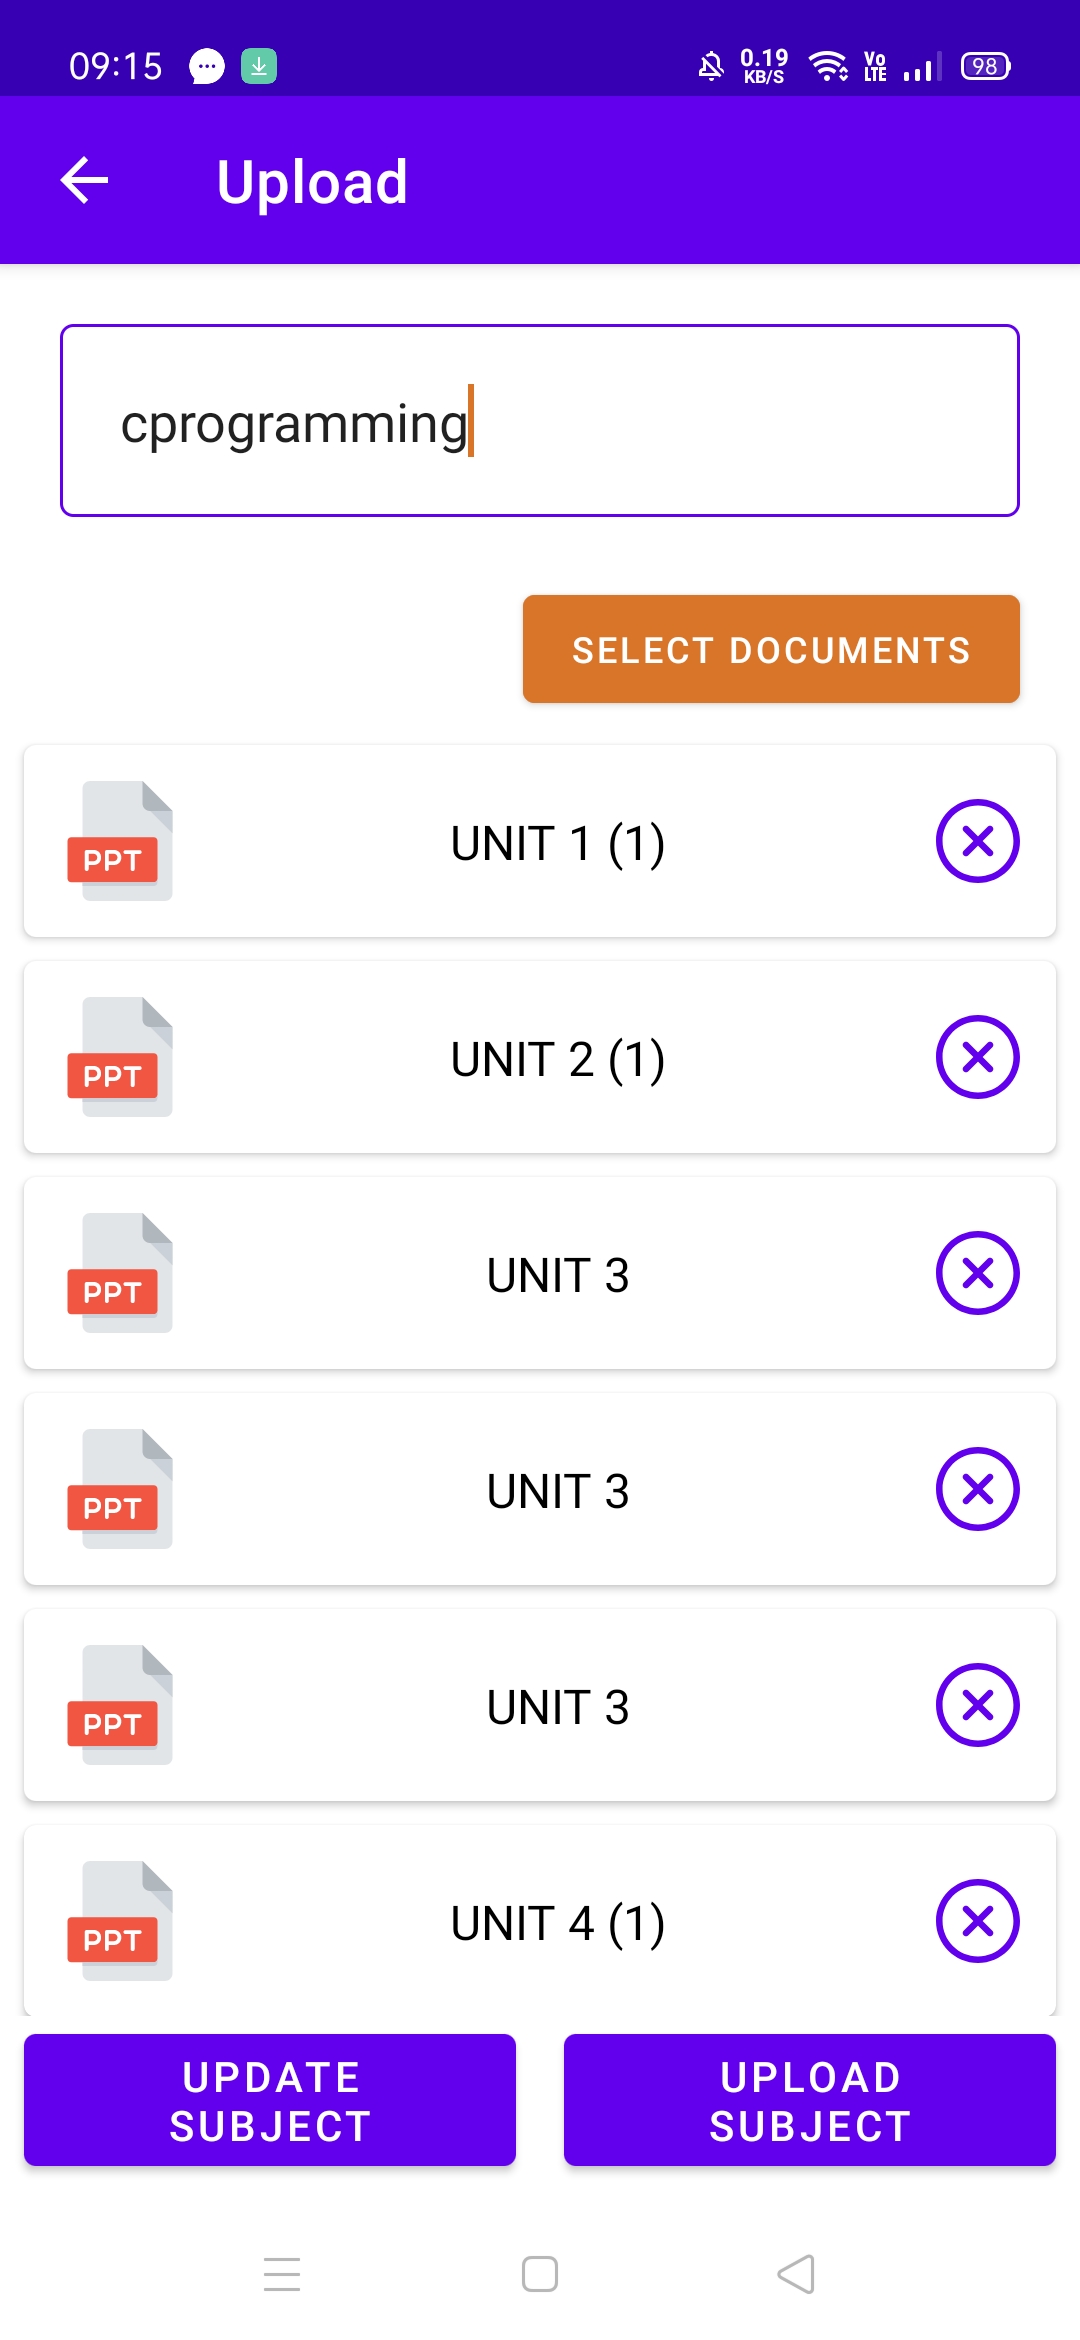 09:15
0.19
KB/S
Vo
LTE
98
Upload
cprogramming
SELECT DOCUMENTS
PPT
UNIT 1 (1)
PPT
UNIT 2 (1)
PPT
UNIT 3
PPT
UNIT 3
PPT
UNIT 3
PPT
UNIT 4 (1)
UPDATE
SUBJECT
UPLOAD
SUBJECT